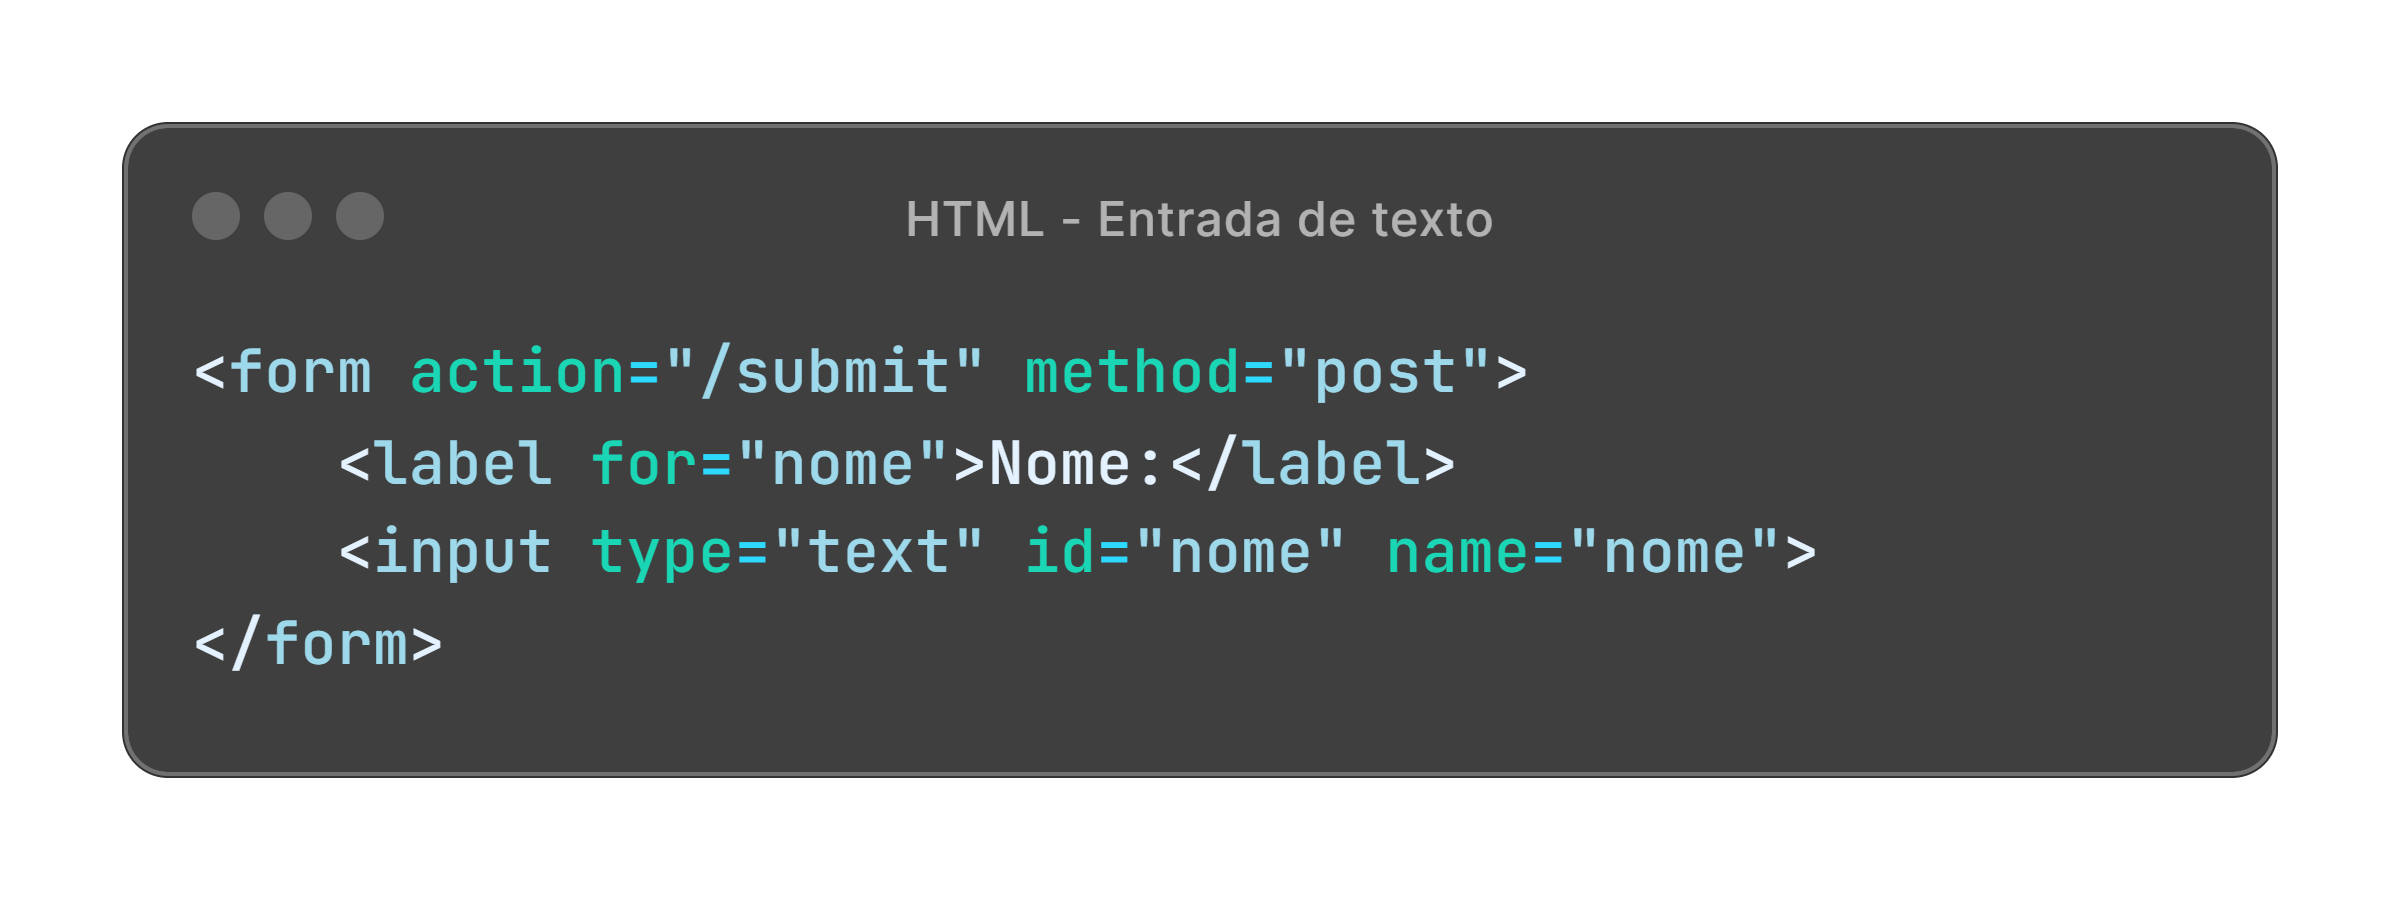 HTML - Entrada de texto
<form action="/submit" method="post">
    <label for="nome">Nome:</label>
    <input type="text" id="nome" name="nome">
</form>